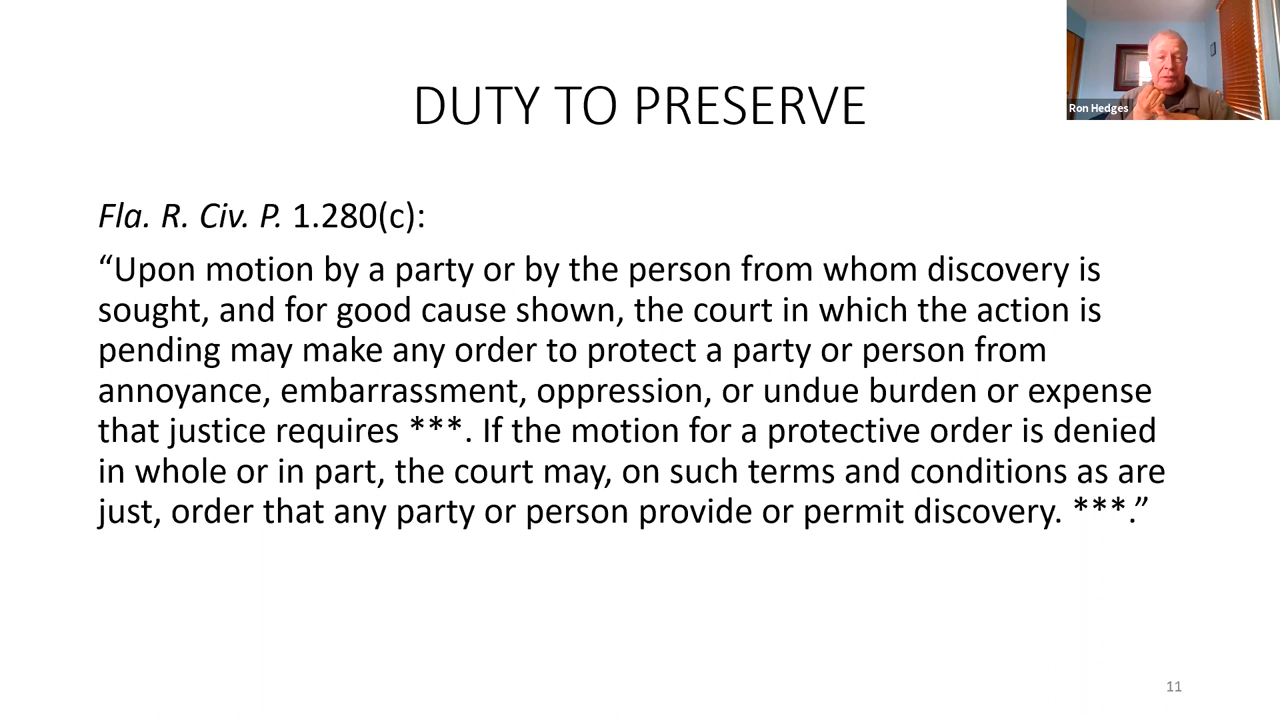 DUTY TO PRESERVE
Ron Hedges
Fla. R. Civ. P. 1.280(c):
“Upon motion by a party or by the person from whom discovery is
sought, and for good cause shown, the court in which the action is
pending may make any order to protect a party or person from
annoyance, embarrassment, oppression, or undue burden or expense
that justice requires ***. If the motion for a protective order is denied
in whole or in part, the court may, on such terms and conditions as are
just, order that any party or person provide or permit discovery. ***.”
11